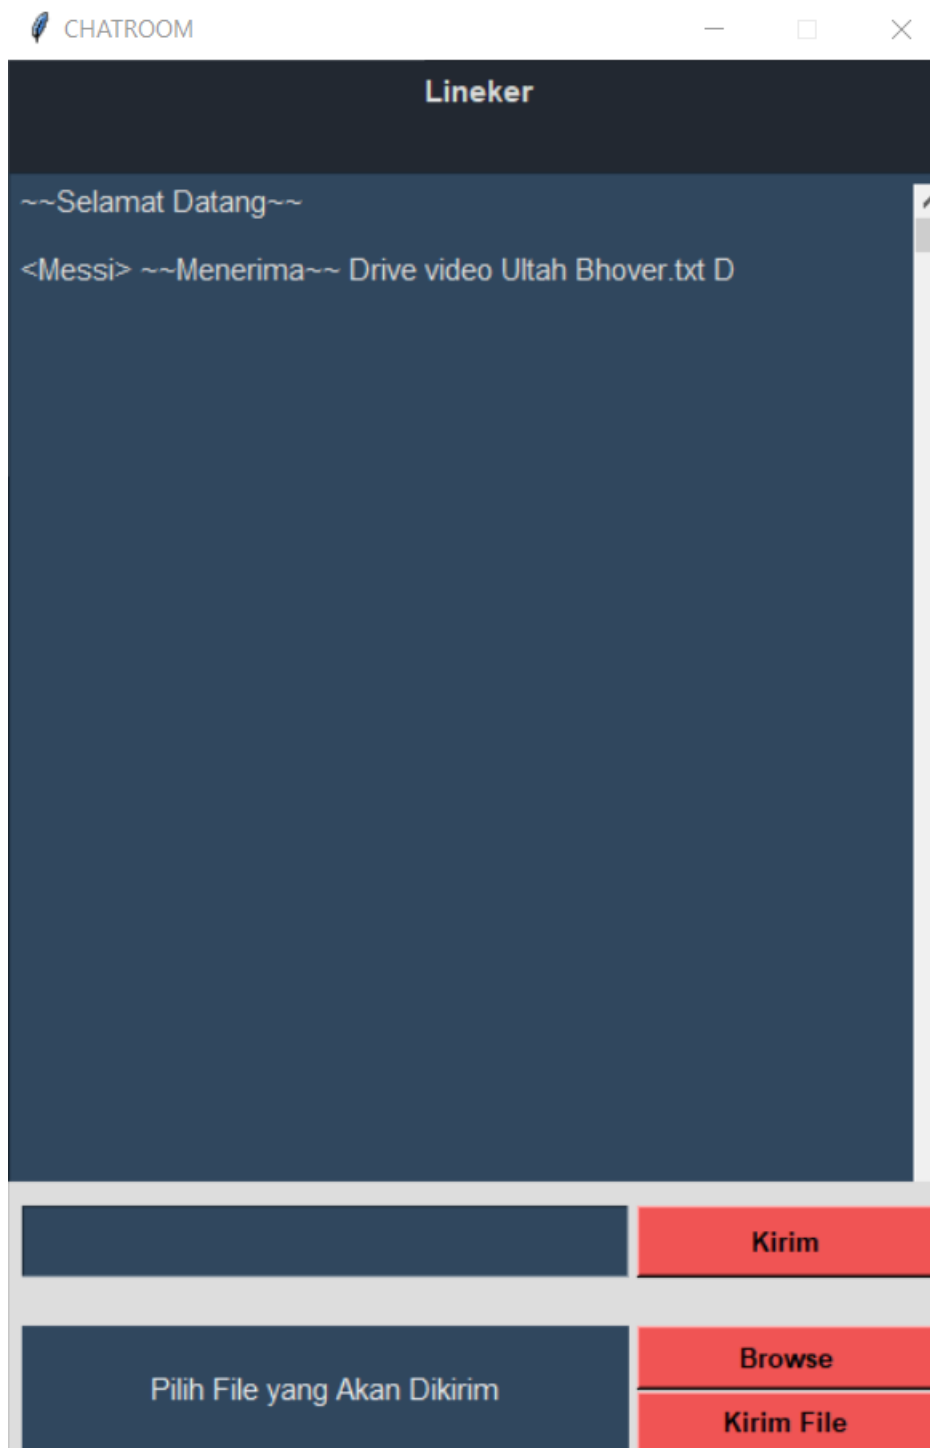 CHATROOM
Lineker
~~Selamat Datang~~
<Messi> ~~Menerima~~ Drive video Ultah Bhover.txt D
Kirim
Browse
Pilih File yang Akan Dikirim
Kirim File